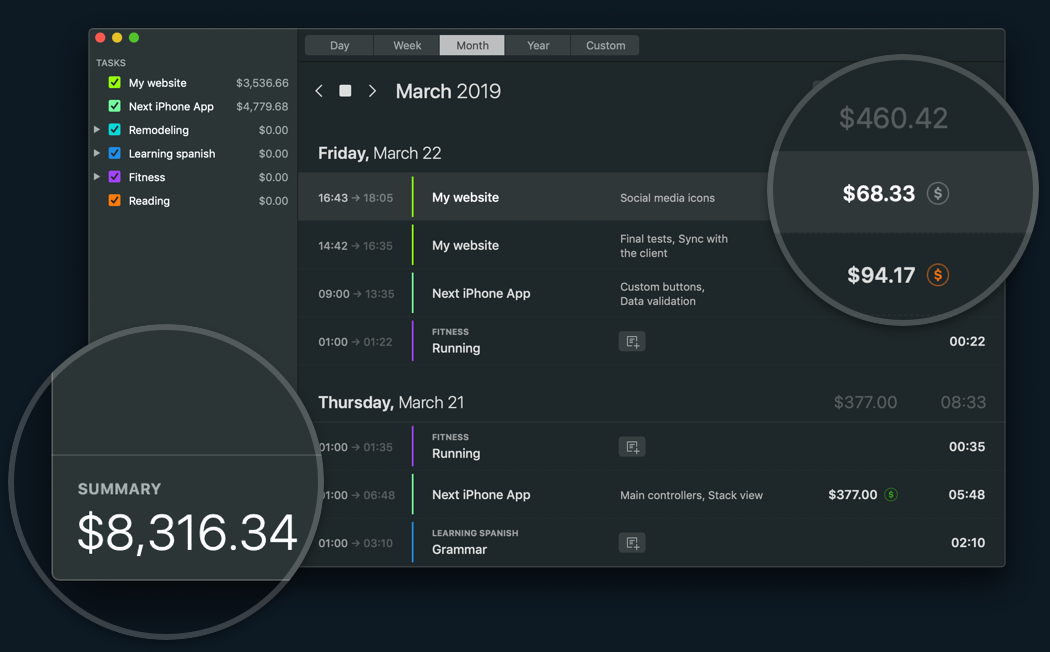 Day Week Month Year Custom
TASKS
My website $3,536.66
Next iPhone App $4,779.68
Remodeling $0.00
Learning spanish $0.00
Fitness $0.00
Reading $0.00
SUMMARY
$8,316.34
March 2019
Friday, March 22 $460.42
16:43 → 18:05 My website Social media icons $68.33 $
14:42 → 16:35 My website Final tests, Sync with
the client $94.17 $
09:00 → 13:35 Next iPhone App Custom buttons,
Data validation
FITNESS
01:00 → 01:22 Running 00:22
Thursday, March 21 $377.00 08:33
FITNESS
01:00 → 01:35 Running 00:35
01:00 → 06:48 Next iPhone App Main controllers, Stack view $377.00 $ 05:48
LEARNING SPANISH
01:00 → 03:10 Grammar 02:10